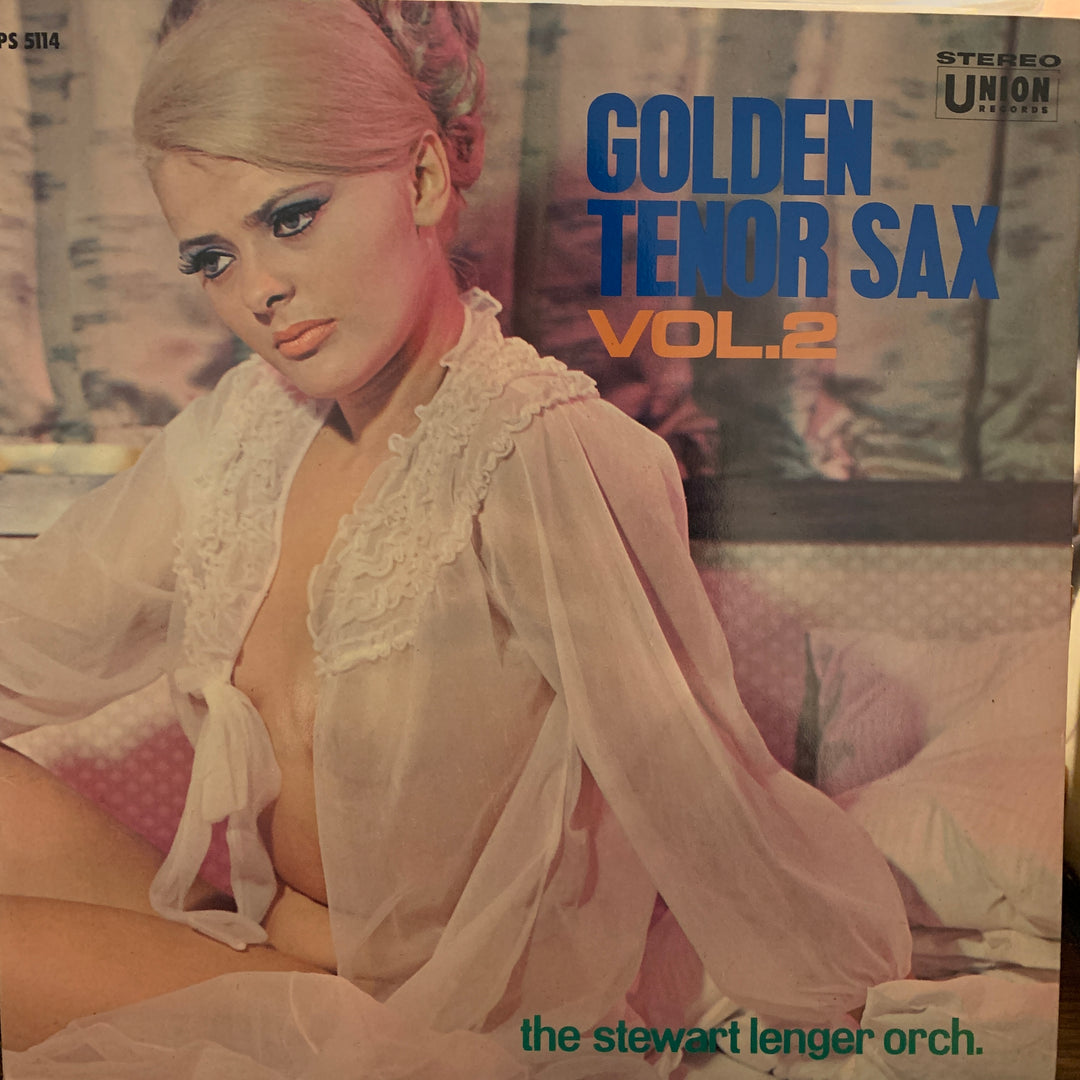 PS 5114
STEREO
UNION
RECORDS
GOLDEN
TENOR SAX
VOL.2
the stewart lenger orch.